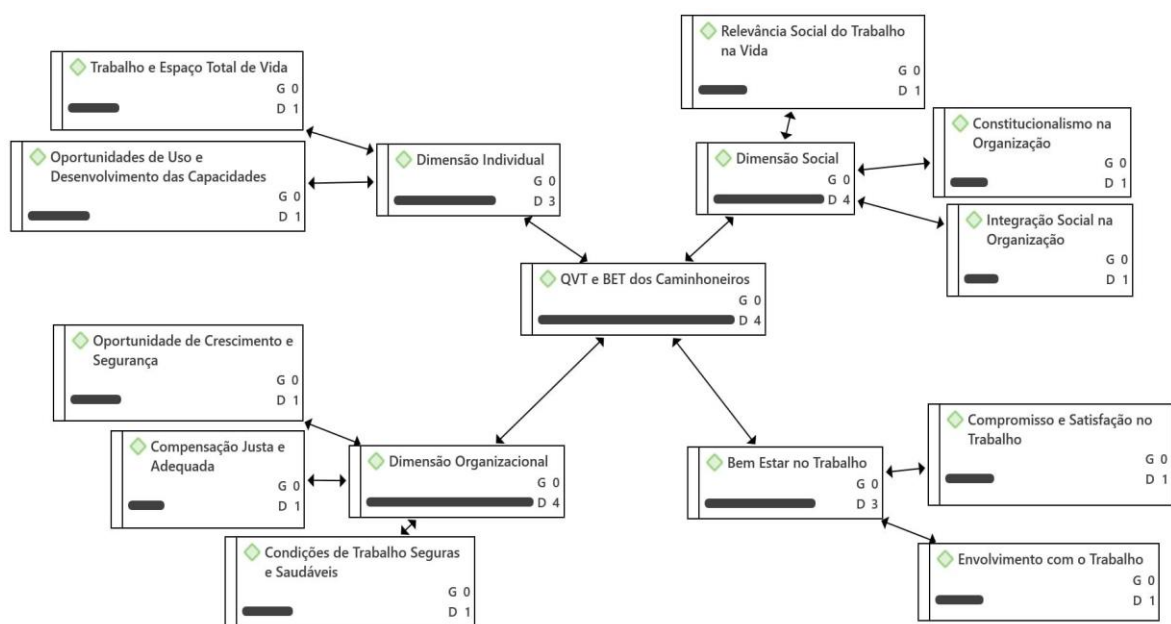 Trabalho e Espaço Total de Vida
G 0
D 1
Oportunidades de Uso e
Desenvolvimento das Capacidades
G 0
D 1
Dimensão Individual
G 0
D 3
Relevância Social do Trabalho
na Vida
G 0
D 1
Dimensão Social
G 0
D 4
Constitucionalismo na
Organização
G 0
D 1
Integração Social na
Organização
G 0
D 1
QVT e BET dos Caminhoneiros
G 0
D 4
Oportunidade de Crescimento e
Segurança
G 0
D 1
Compensação Justa e
Adequada
G 0
D 1
Dimensão Organizacional
G 0
D 4
Condições de Trabalho Seguras
e Saudáveis
G 0
D 1
Bem Estar no Trabalho
G 0
D 3
Compromisso e Satisfação no
Trabalho
G 0
D 1
Envolvimento com o Trabalho
G 0
D 1